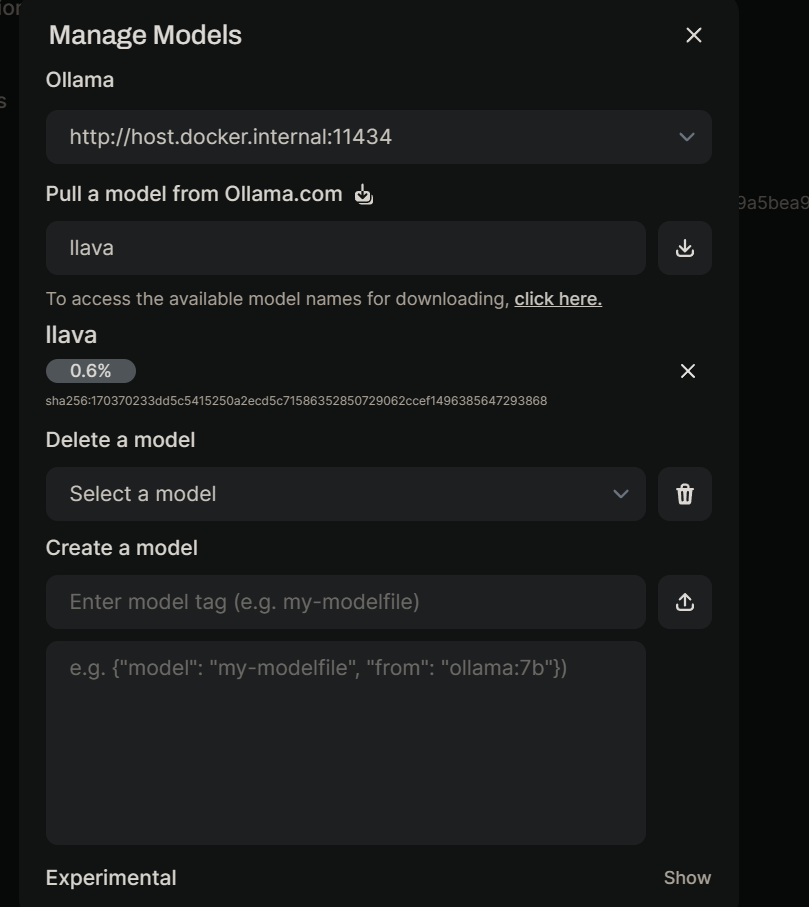 Manage Models
Ollama
http://host.docker.internal:11434
Pull a model from Ollama.com
llava
To access the available model names for downloading, click here.
llava
0.6%
sha256:170370233dd5c5415250a2ecd5c71586352850729062ccef1496385647293868
Delete a model
Select a model
Create a model
Enter model tag (e.g. my-modelfile)
e.g. {"model": "my-modelfile", "from": "ollama:7b"})
Experimental
Show